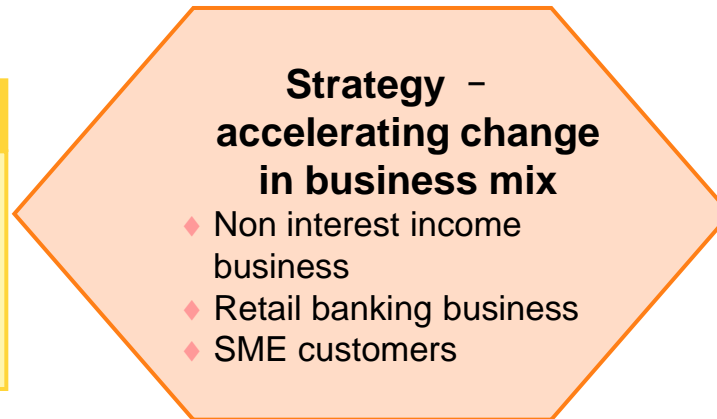 Strategy –
accelerating change
in business mix
♦ Non interest income
business
♦ Retail banking business
♦ SME customers